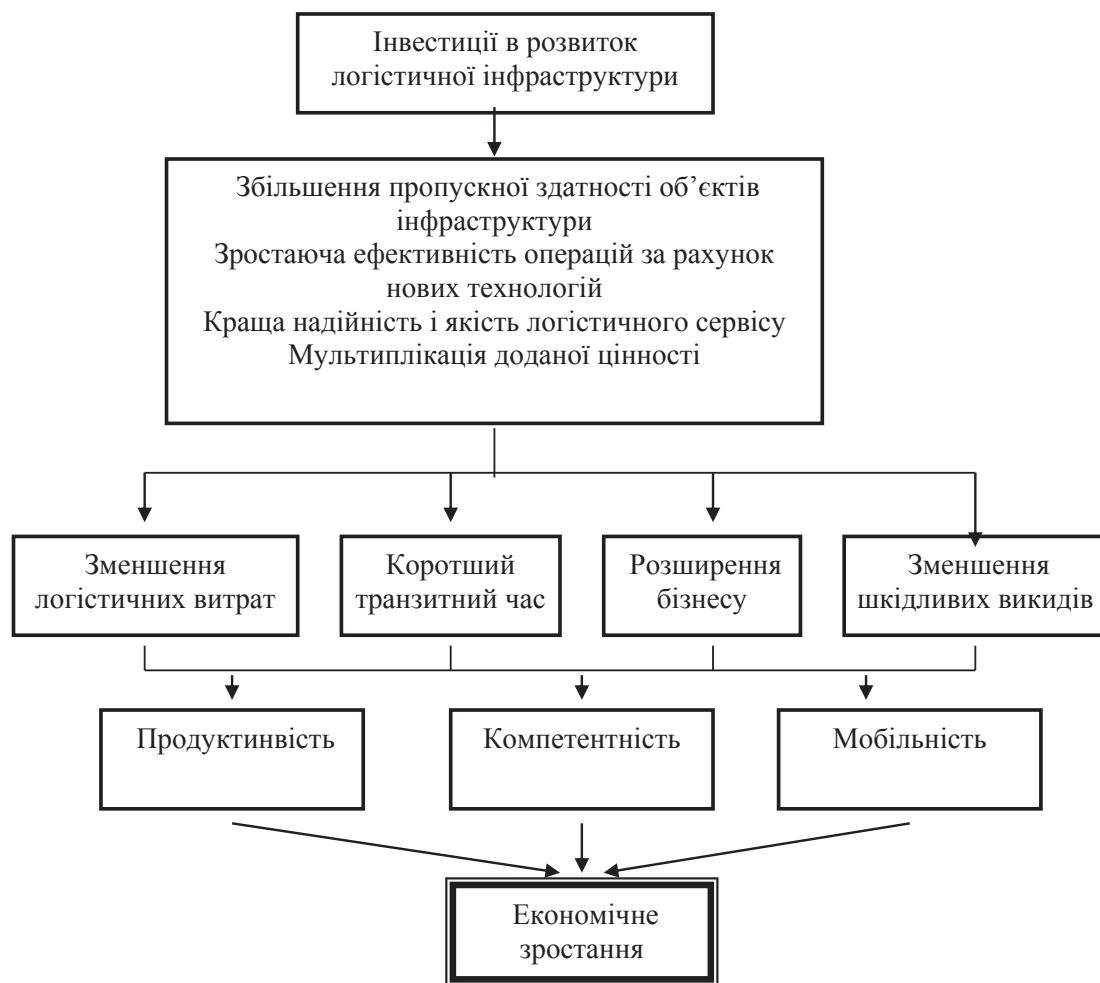 Інвестиції в розвиток
логістичної інфраструктури
Збільшення пропускної здатності об’єктів
інфраструктури
Зростаюча ефективність операцій за рахунок
нових технологій
Краща надійність і якість логістичного сервісу
Мультиплікація доданої цінності
Зменшення
логістичних витрат
Коротший
транзитний час
Розширення
бізнесу
Зменшення
шкідливих викидів
Продуктинвість
Компетентність
Мобільність
Економічне
зростання